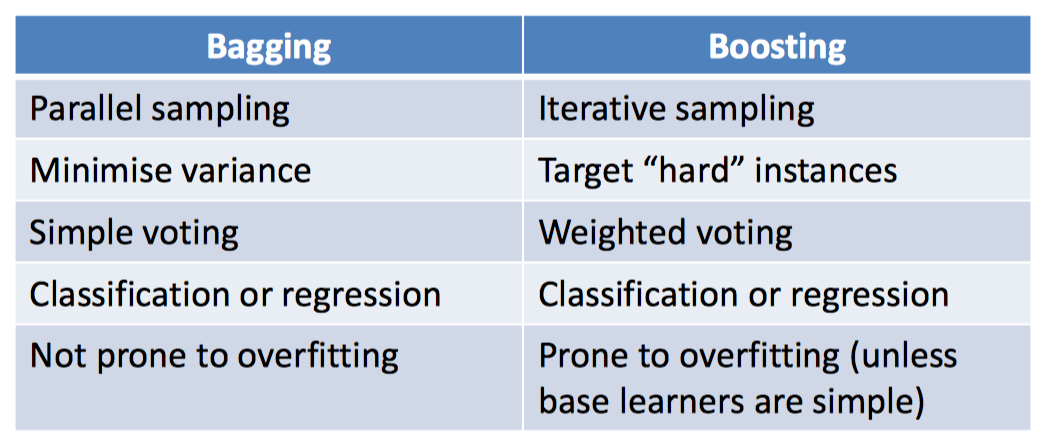 Bagging Boosting
Parallel sampling Iterative sampling
Minimise variance Target “hard” instances
Simple voting Weighted voting
Classification or regression Classification or regression
Not prone to overfitting Prone to overfitting (unless
base learners are simple)